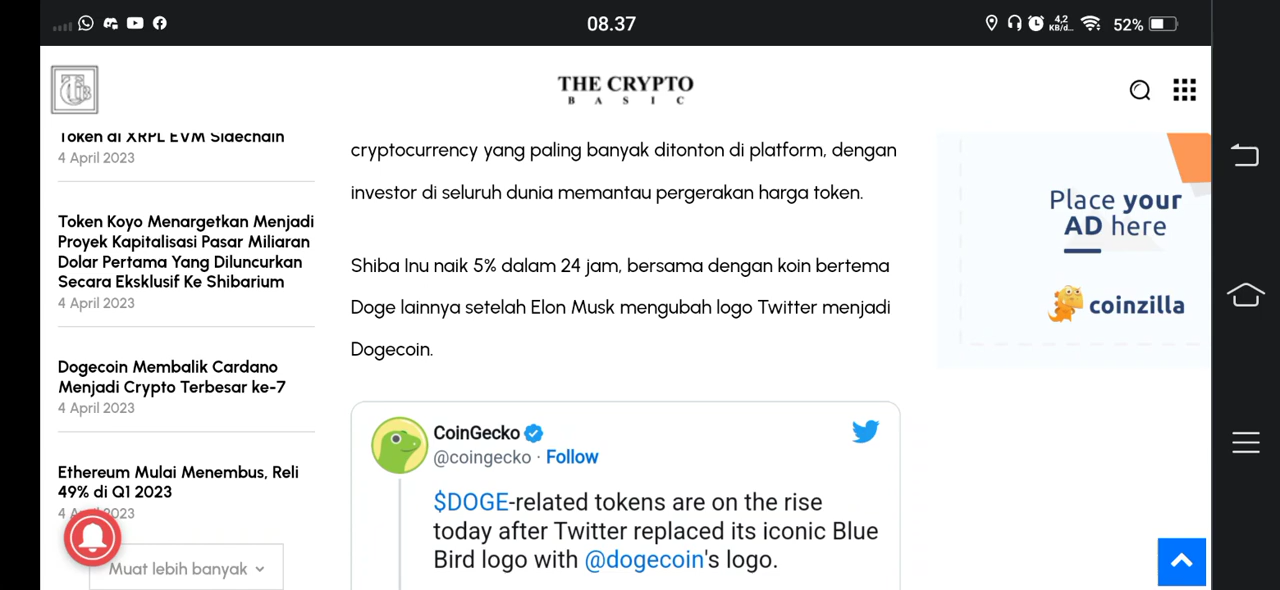 08.37
4,2
KB/d...
52%
THE CRYPTO
BASIC
Token di XRPL EVM Sidechain
4 April 2023
Token Koyo Menargetkan Menjadi
Proyek Kapitalisasi Pasar Miliaran
Dolar Pertama Yang Diluncurkan
Secara Eksklusif Ke Shibarium
4 April 2023
Dogecoin Membalik Cardano
Menjadi Crypto Terbesar ke-7
4 April 2023
Ethereum Mulai Menembus, Reli
49% di Q1 2023
4 A 2023
Muat lebih banyak
cryptocurrency yang paling banyak ditonton di platform, dengan
investor di seluruh dunia memantau pergerakan harga token.
Shiba Inu naik 5% dalam 24 jam, bersama dengan koin bertema
Doge lainnya setelah Elon Musk mengubah logo Twitter menjadi
Dogecoin.
CoinGecko
@coingecko · Follow
$DOGE-related tokens are on the rise
today after Twitter replaced its iconic Blue
Bird logo with @dogecoin's logo.
Place your
AD here
coinzilla